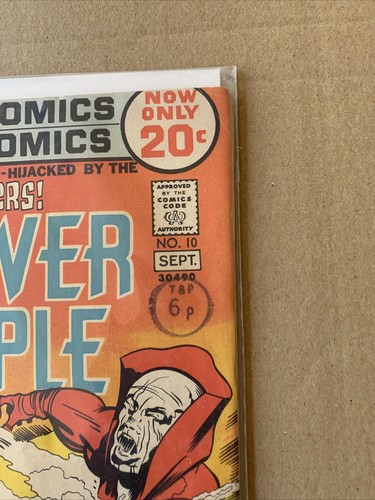 COMICS
COMICS
NOW
ONLY
20¢
-HIJACKED BY THE
ERS!
APPROVED
BY THE
COMICS
CODE
AUTHORITY
VER
PLE
NO. 10
SEPT.
30490
T&P
6p